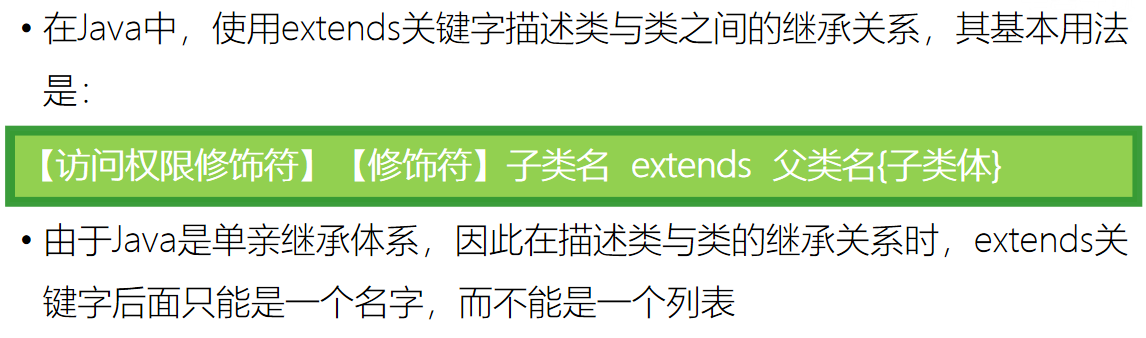 • 在Java中，使用extends关键字描述类与类之间的继承关系，其基本用法
是：
【访问权限修饰符】【修饰符】子类名 extends 父类名{子类体}
• 由于Java是单亲继承体系，因此在描述类与类的继承关系时，extends关
键字后面只能是一个名字，而不能是一个列表